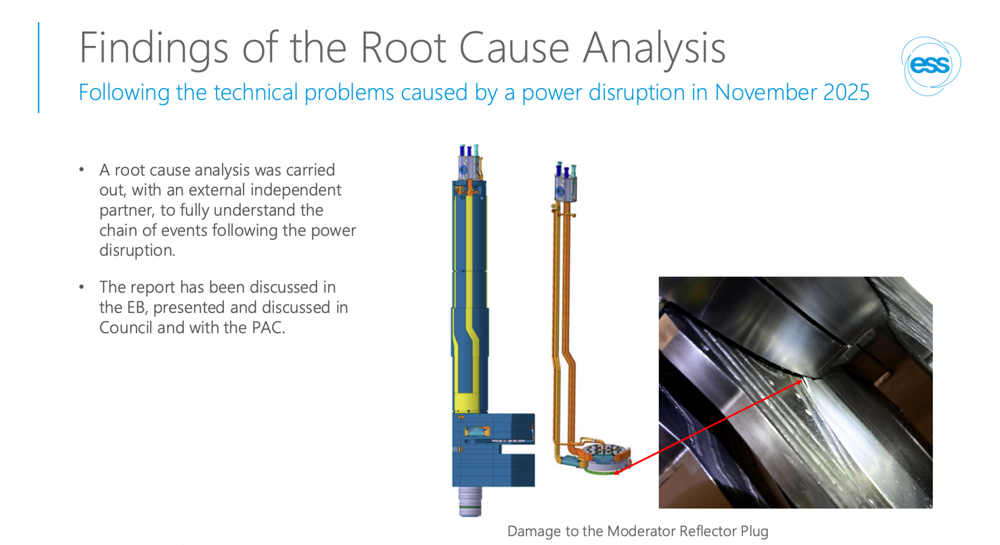 Findings of the Root Cause Analysis
ess
Following the technical problems caused by a power disruption in November 2025
• A root cause analysis was carried
out, with an external independent
partner, to fully understand the
chain of events following the power
disruption.
• The report has been discussed in
the EB, presented and discussed in
Council and with the PAC.
Damage to the Moderator Reflector Plug